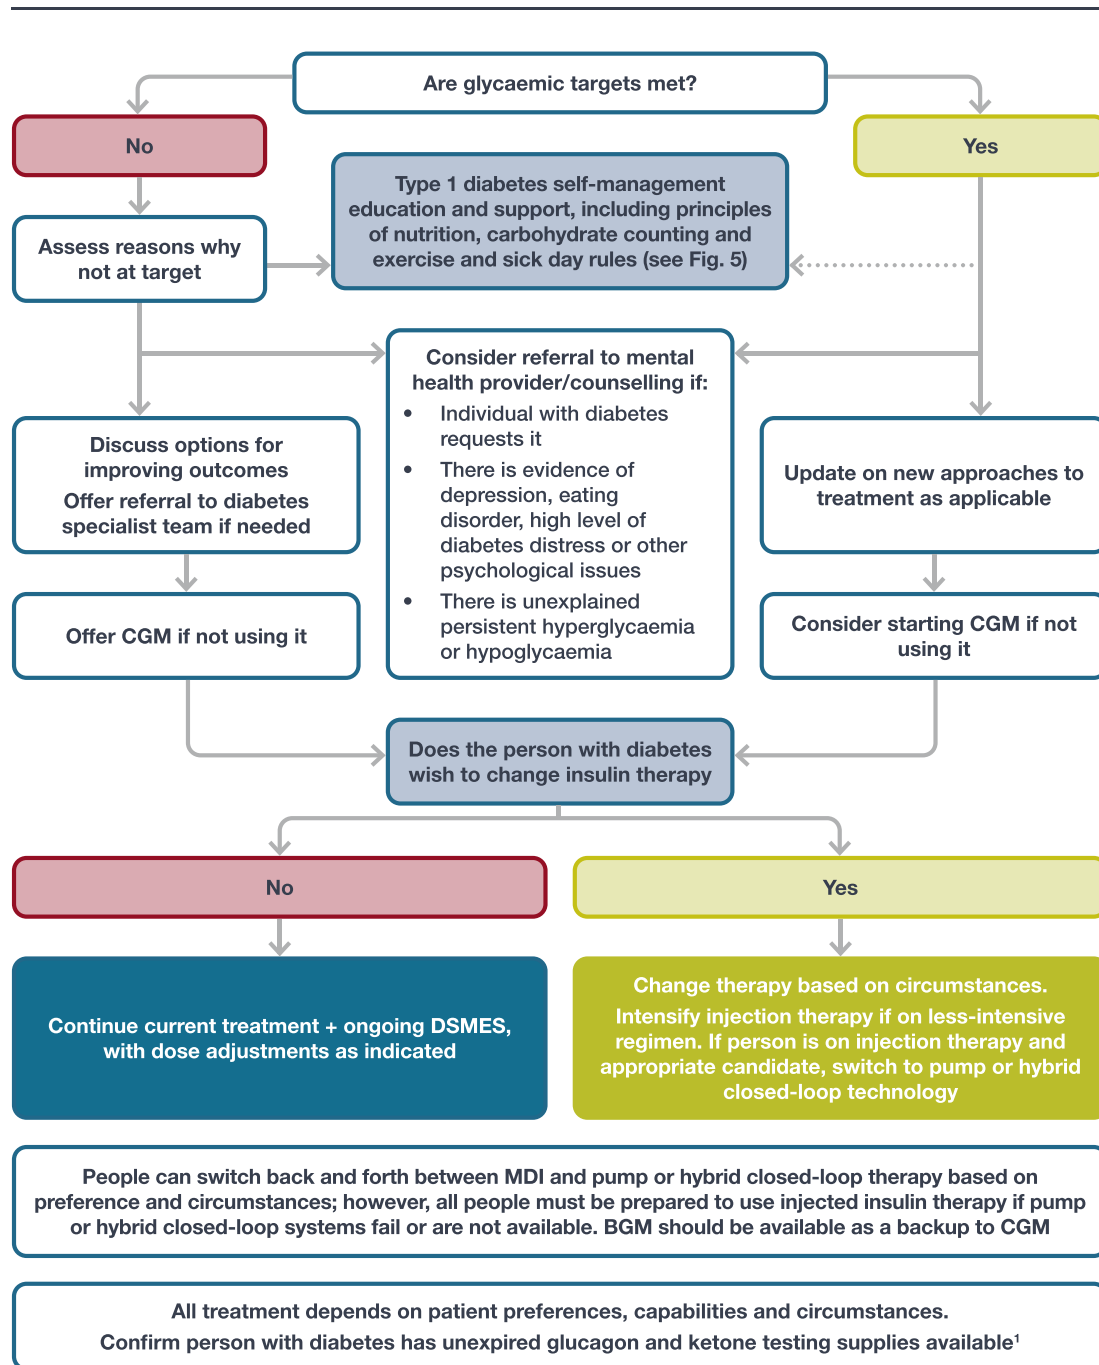 Are glycaemic targets met?
No
Yes
Type 1 diabetes self-management
education and support, including principles
of nutrition, carbohydrate counting and
exercise and sick day rules (see Fig. 5)
Assess reasons why
not at target
Consider referral to mental
health provider/counselling if:
• Individual with diabetes
requests it
• There is evidence of
depression, eating
disorder, high level of
diabetes distress or other
psychological issues
• There is unexplained
persistent hyperglycaemia
or hypoglycaemia
Discuss options for
improving outcomes
Offer referral to diabetes
specialist team if needed
Update on new approaches to
treatment as applicable
Offer CGM if not using it
Consider starting CGM if not
using it
Does the person with diabetes
wish to change insulin therapy
No
Yes
Continue current treatment + ongoing DSMES,
with dose adjustments as indicated
Change therapy based on circumstances.
Intensify injection therapy if on less-intensive
regimen. If person is on injection therapy and
appropriate candidate, switch to pump or hybrid
closed-loop technology
People can switch back and forth between MDI and pump or hybrid closed-loop therapy based on
preference and circumstances; however, all people must be prepared to use injected insulin therapy if pump
or hybrid closed-loop systems fail or are not available. BGM should be available as a backup to CGM
All treatment depends on patient preferences, capabilities and circumstances.
Confirm person with diabetes has unexpired glucagon and ketone testing supplies available¹